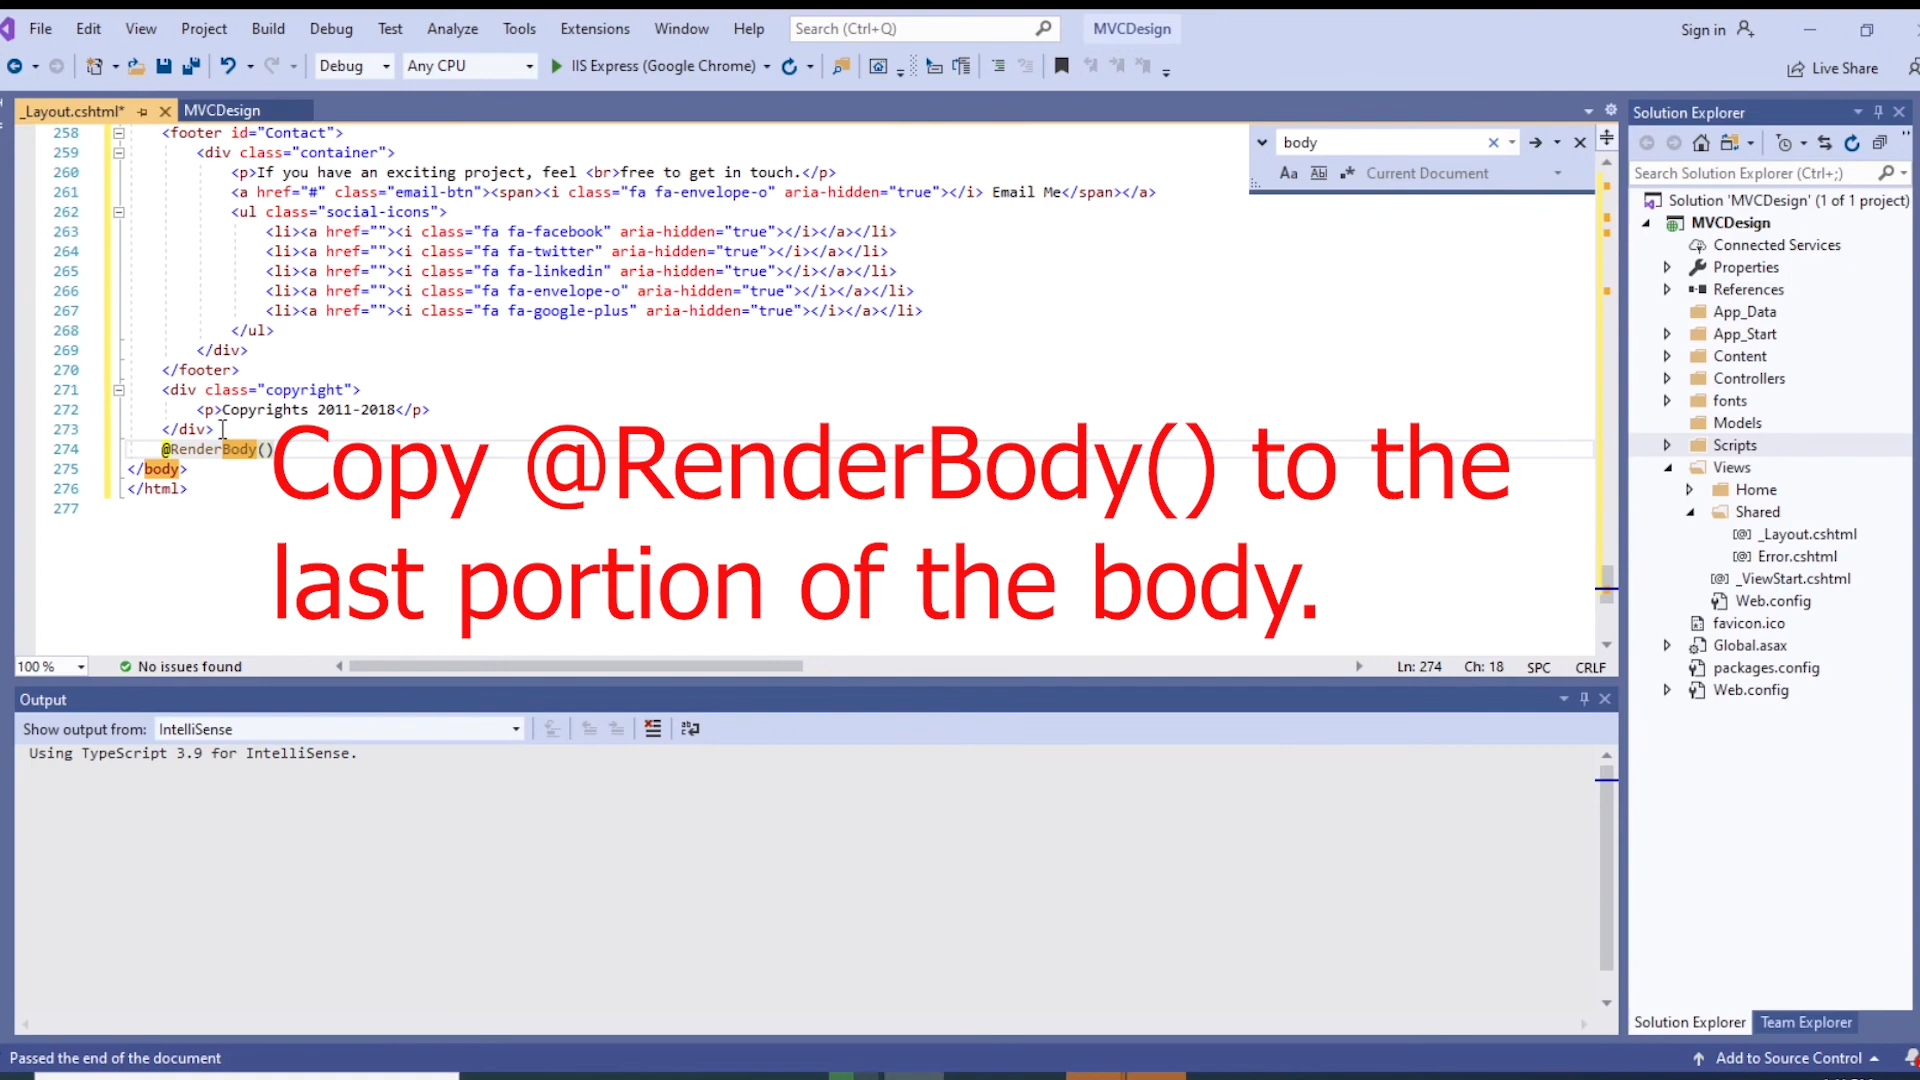 File Edit View Project Build Debug Test Analyze Tools Extensions Window Help Search (Ctrl+Q) MVCDesign Sign in
Debug Any CPU IIS Express (Google Chrome) Live Share
_Layout.cshtml* MVCDesign
258 <footer id="Contact">
259 <div class="container">
260 <p>If you have an exciting project, feel <br>free to get in touch.</p>
261 <a href="#" class="email-btn"><span><i class="fa fa-envelope-o" aria-hidden="true"></i> Email Me</span></a>
262 <ul class="social-icons">
263 <li><a href=""><i class="fa fa-facebook" aria-hidden="true"></i></a></li>
264 <li><a href=""><i class="fa fa-twitter" aria-hidden="true"></i></a></li>
265 <li><a href=""><i class="fa fa-linkedin" aria-hidden="true"></i></a></li>
266 <li><a href=""><i class="fa fa-envelope-o" aria-hidden="true"></i></a></li>
267 <li><a href=""><i class="fa fa-google-plus" aria-hidden="true"></i></a></li>
268 </ul>
269 </div>
270 </footer>
271 <div class="copyright">
272 <p>Copyrights 2011-2018</p>
273 </div>
274 @RenderBody()
275 </body>
276 </html>
277
body
Aa Abl Current Document
Copy @RenderBody() to the
last portion of the body.
100 % No issues found Ln: 274 Ch: 18 SPC CRLF
Output
Show output from: IntelliSense
Using TypeScript 3.9 for IntelliSense.
Solution Explorer
Search Solution Explorer (Ctrl+;)
Solution 'MVCDesign' (1 of 1 project)
MVCDesign
Connected Services
Properties
References
App_Data
App_Start
Content
Controllers
fonts
Models
Scripts
Views
Home
Shared
_Layout.cshtml
Error.cshtml
_ViewStart.cshtml
Web.config
favicon.ico
Global.asax
packages.config
Web.config
Solution Explorer Team Explorer
Passed the end of the document Add to Source Control